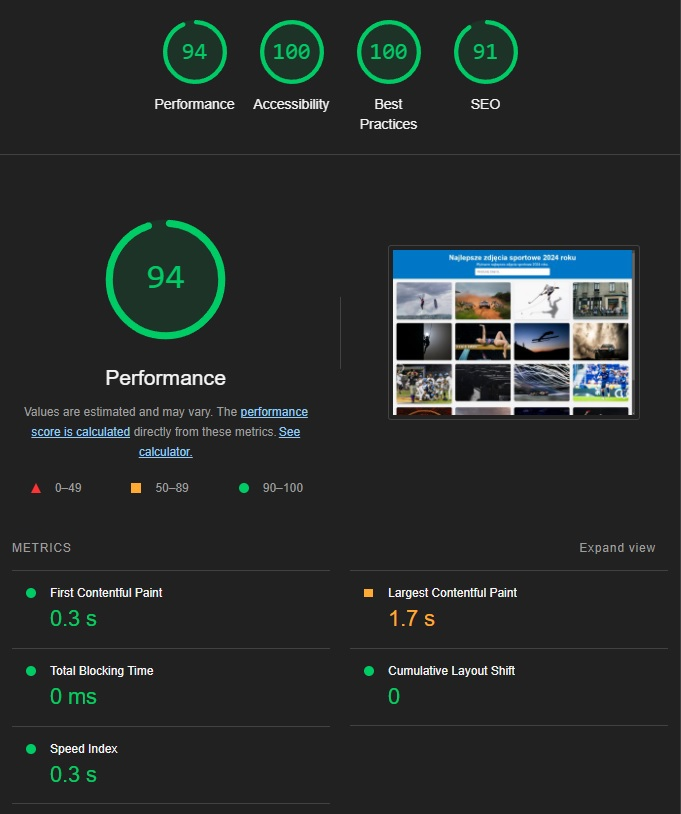 94
100
100
91
Performance
Accessibility
Best
Practices
SEO
94
Performance
Values are estimated and may vary. The performance
score is calculated directly from these metrics. See
calculator.
0–49
50–89
90–100
Najlepsze zdjęcia sportowe 2024 roku
METRICS
Expand view
First Contentful Paint
0.3 s
Largest Contentful Paint
1.7 s
Total Blocking Time
0 ms
Cumulative Layout Shift
0
Speed Index
0.3 s